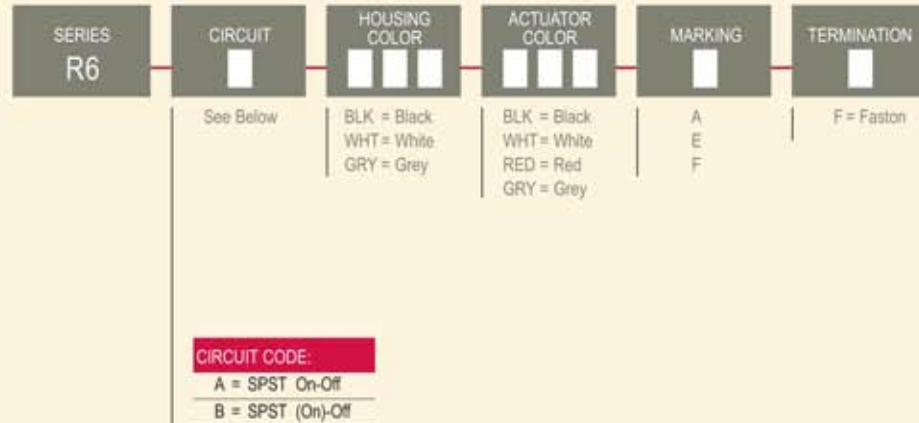 SERIES
R6
CIRCUIT
HOUSING
COLOR
ACTUATOR
COLOR
MARKING
TERMINATION
See Below
BLK = Black
WHT = White
GRY = Grey
BLK = Black
WHT = White
RED = Red
GRY = Grey
A
E
F
F = Faston
CIRCUIT CODE:
A = SPST On-Off
B = SPST (On)-Off